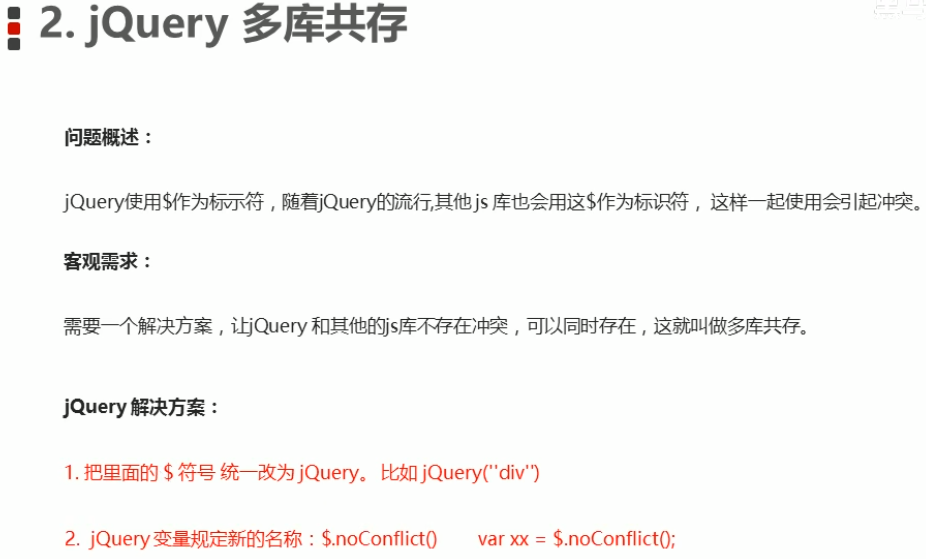 2. jQuery 多库共存
问题概述：
jQuery使用$作为标示符，随着jQuery的流行,其他 js 库也会用这$作为标识符， 这样一起使用会引起冲突。
客观需求：
需要一个解决方案，让jQuery 和其他的js库不存在冲突，可以同时存在，这就叫做多库共存。
jQuery 解决方案：
1. 把里面的 $ 符号 统一改为 jQuery。 比如 jQuery(''div'')
2. jQuery 变量规定新的名称：$.noConflict() var xx = $.noConflict();